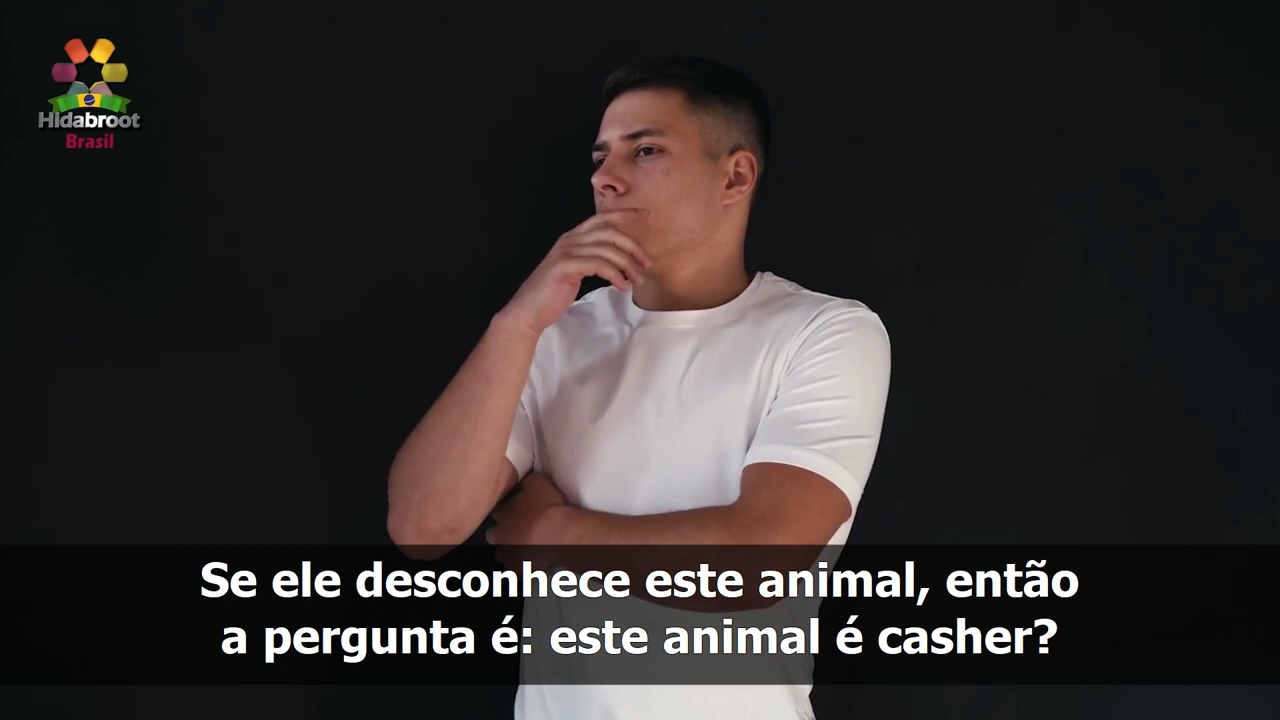 Hidabroot
Brasil
Se ele desconhece este animal, então
a pergunta é: este animal é casher?